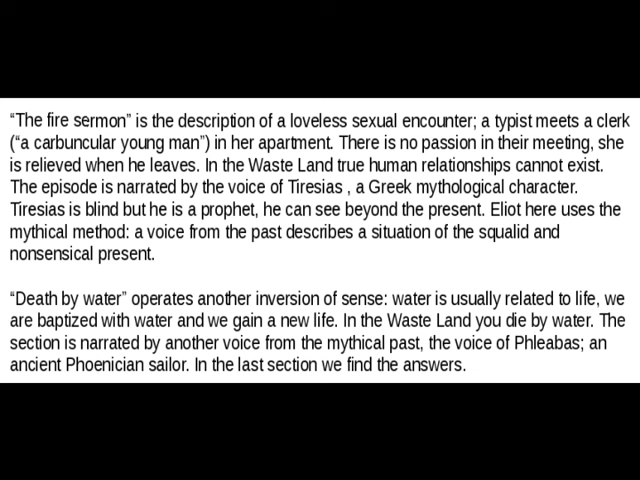 “The fire sermon” is the description of a loveless sexual encounter; a typist meets a clerk
(“a carbuncular young man”) in her apartment. There is no passion in their meeting, she
is relieved when he leaves. In the Waste Land true human relationships cannot exist.
The episode is narrated by the voice of Tiresias , a Greek mythological character.
Tiresias is blind but he is a prophet, he can see beyond the present. Eliot here uses the
mythical method: a voice from the past describes a situation of the squalid and
nonsensical present.
“Death by water” operates another inversion of sense: water is usually related to life, we
are baptized with water and we gain a new life. In the Waste Land you die by water. The
section is narrated by another voice from the mythical past, the voice of Phleabas; an
ancient Phoenician sailor. In the last section we find the answers.